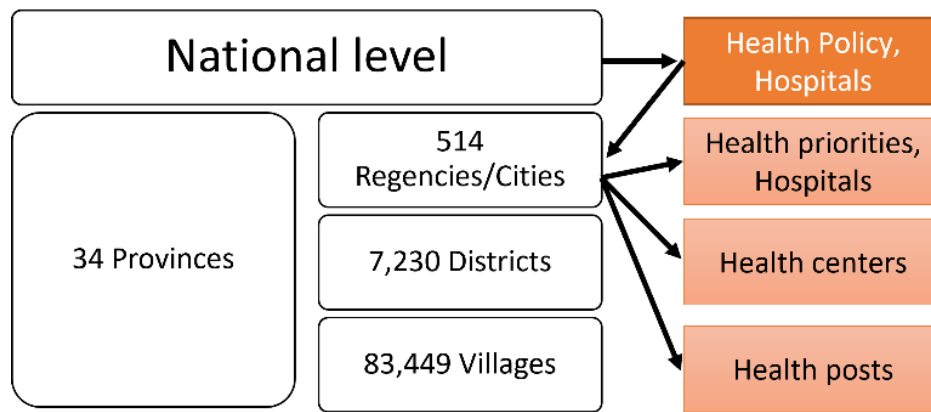 National level
Health Policy,
Hospitals
34 Provinces
514
Regencies/Cities
Health priorities,
Hospitals
7,230 Districts
Health centers
83,449 Villages
Health posts